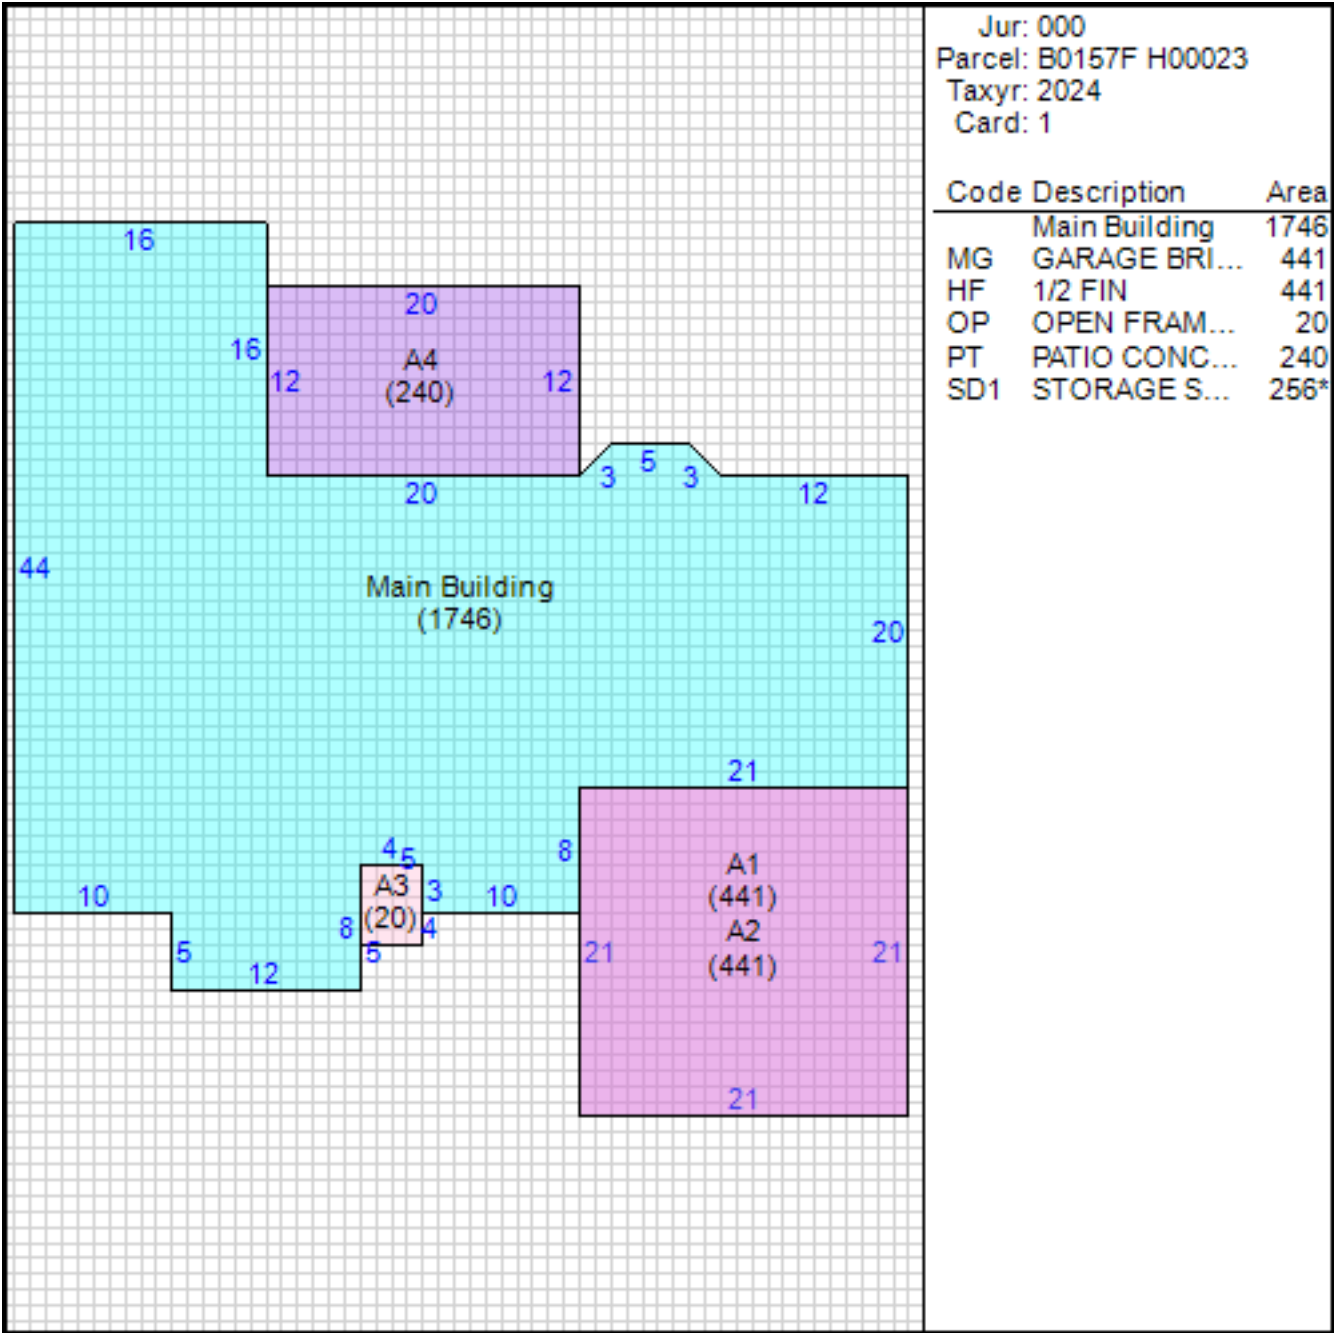 Jur: 000
Parcel: B0157F H00023
Taxyr: 2024
Card: 1
Code Description Area
Main Building 1746
MG GARAGE BRI... 441
HF 1/2 FIN 441
OP OPEN FRAM... 20
PT PATIO CONC... 240
SD1 STORAGE S... 256*
16
20
16
A4
12 12
(240)
5
3 3
20 12
44
Main Building
(1746)
20
21
4
5
8
A1
A3
3
10 10
(441)
(20)
8
4
A2
5
5
21 21
(441)
12
21